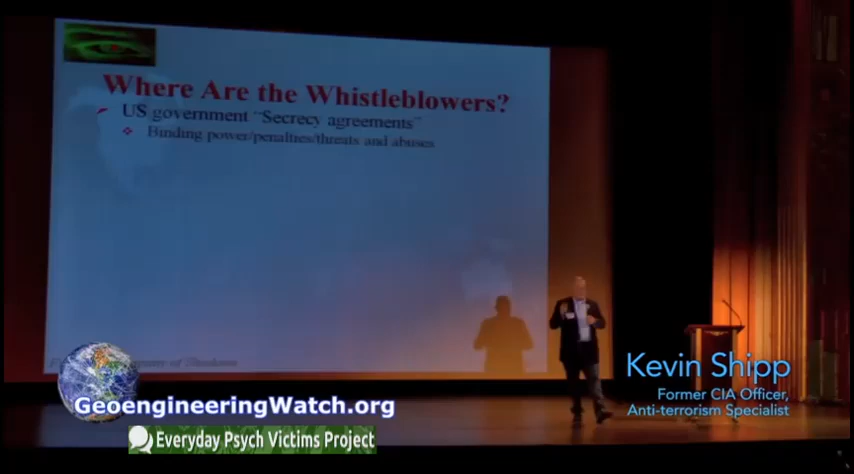 Where Are the Whistleblowers?
US government "Secrecy agreements"
Binding power/penalties/threats and abuses
Kevin Shipp
Former CIA Officer,
Anti-terrorism Specialist
GeoengineeringWatch.org
Everyday Psych Victims Project